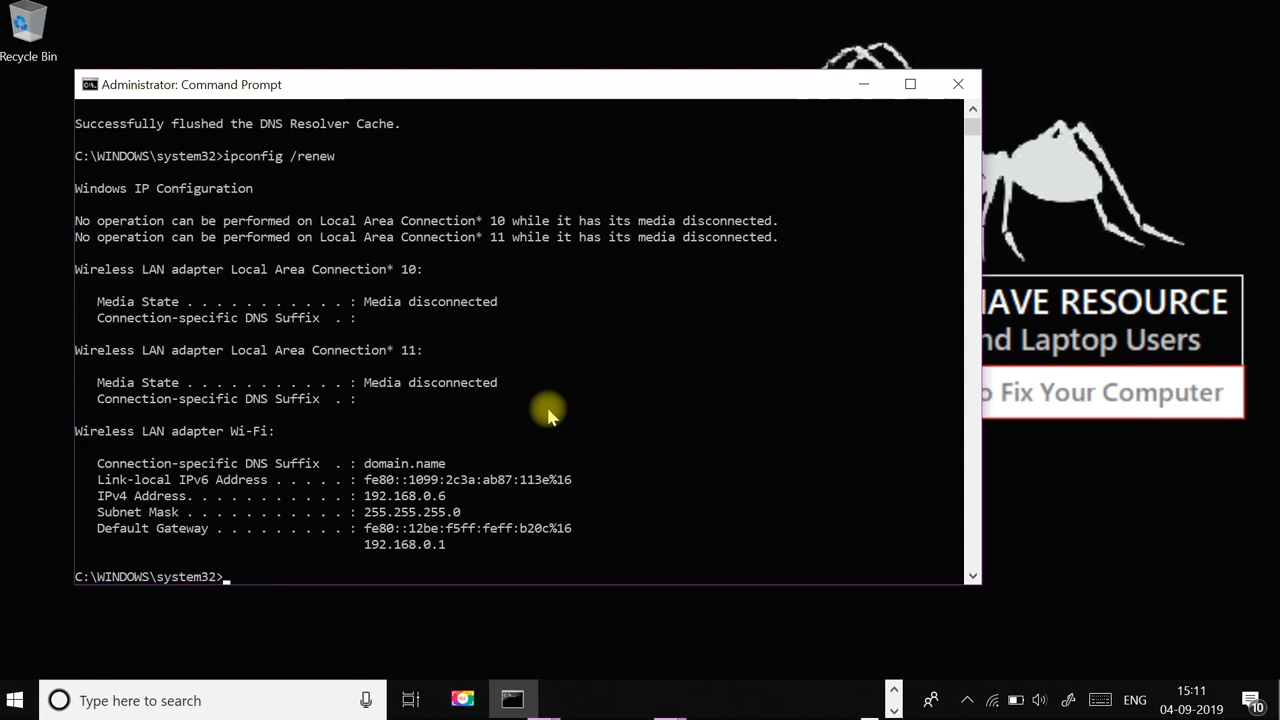 Recycle Bin
Administrator: Command Prompt
Successfully flushed the DNS Resolver Cache.
C:\WINDOWS\system32>ipconfig /renew
Windows IP Configuration
No operation can be performed on Local Area Connection* 10 while it has its media disconnected.
No operation can be performed on Local Area Connection* 11 while it has its media disconnected.
Wireless LAN adapter Local Area Connection* 10:
Media State . . . . . . . . . . . : Media disconnected
Connection-specific DNS Suffix  . :
Wireless LAN adapter Local Area Connection* 11:
Media State . . . . . . . . . . . : Media disconnected
Connection-specific DNS Suffix  . :
Wireless LAN adapter Wi-Fi:
Connection-specific DNS Suffix  . : domain.name
Link-local IPv6 Address . . . . . : fe80::1099:2c3a:ab87:113e%16
IPv4 Address. . . . . . . . . . . : 192.168.0.6
Subnet Mask . . . . . . . . . . . : 255.255.255.0
Default Gateway . . . . . . . . . : fe80::12be:f5ff:feff:b20c%16
192.168.0.1
C:\WINDOWS\system32>
HAVE RESOURCE
nd Laptop Users
o Fix Your Computer
Type here to search
ENG
15:11
04-09-2019
10